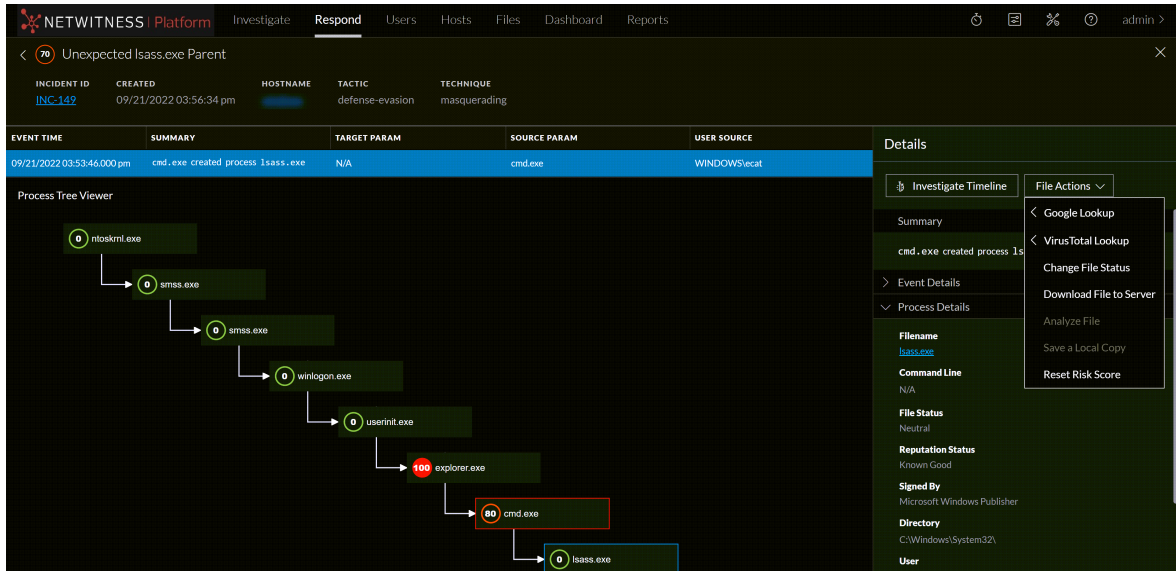 NETWITNESS Platform Investigate Respond Users Hosts Files Dashboard Reports admin >
70 Unexpected lsass.exe Parent
INCIDENT ID CREATED HOSTNAME TACTIC TECHNIQUE
INC-149 09/21/2022 03:56:34 pm defense-evasion masquerading
EVENT TIME SUMMARY TARGET PARAM SOURCE PARAM USER SOURCE
09/21/2022 03:53:46.000 pm cmd.exe created process lsass.exe N/A cmd.exe WINDOWS\ecat
Process Tree Viewer
0 ntoskrnl.exe
0 smss.exe
0 smss.exe
0 winlogon.exe
0 userinit.exe
100 explorer.exe
80 cmd.exe
0 lsass.exe
Details
Investigate Timeline File Actions
Google Lookup
VirusTotal Lookup
Change File Status
Download File to Server
Analyze File
Save a Local Copy
Reset Risk Score
Summary
cmd.exe created process ls
Event Details
Process Details
Filename
lsass.exe
Command Line
N/A
File Status
Neutral
Reputation Status
Known Good
Signed By
Microsoft Windows Publisher
Directory
C:\Windows\System32\
User